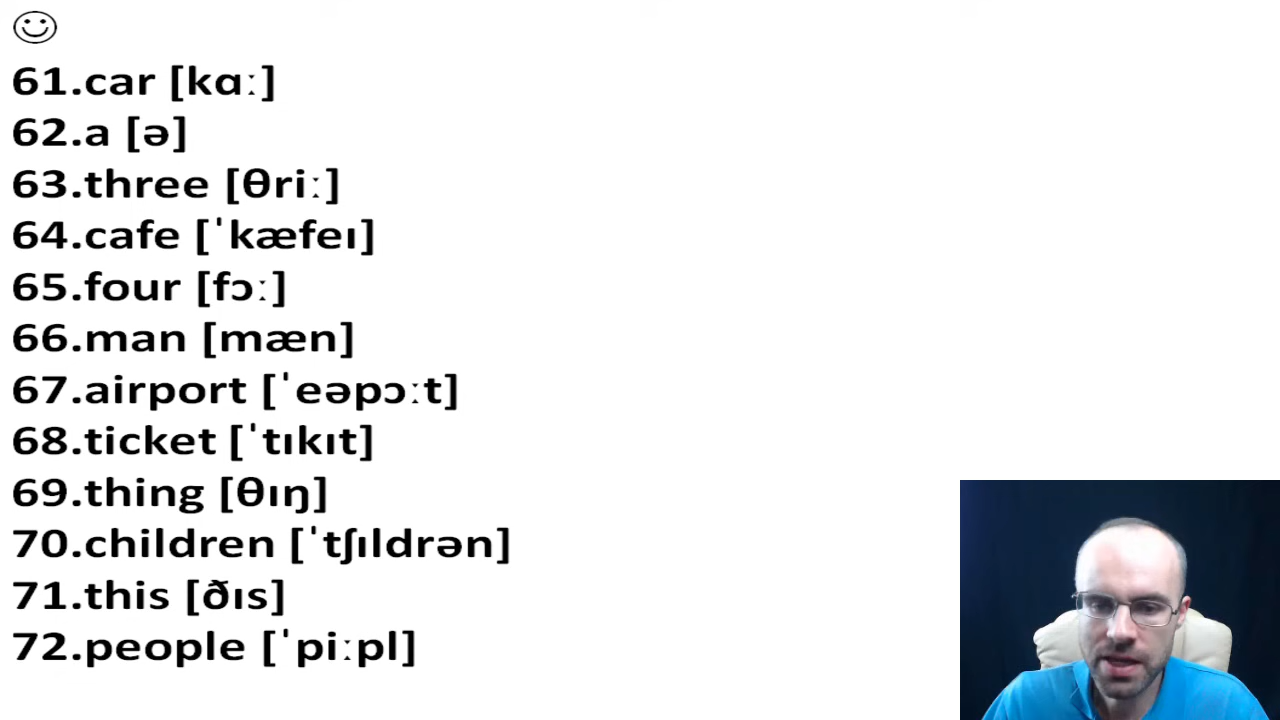 61.car [kɑː]
62.a [ə]
63.three [θriː]
64.cafe [ˈkæfeɪ]
65.four [fɔː]
66.man [mæn]
67.airport [ˈeəpɔːt]
68.ticket [ˈtɪkɪt]
69.thing [θɪŋ]
70.children [ˈtʃɪldrən]
71.this [ðɪs]
72.people [ˈpiːpl]